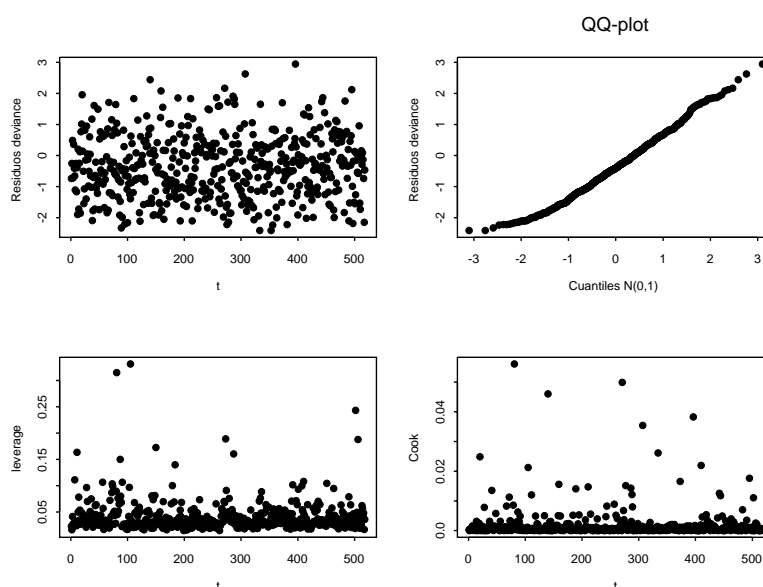 QQ-plot
Residuos deviance
3
2
1
0
-1
-2
0 100 200 300 400 500
t
Residuos deviance
3
2
1
0
-1
-2
-3 -2 -1 0 1 2 3
Cuantiles N(0,1)
leverage
0.25
0.15
0.05
0 100 200 300 400 500
t
Cook
0.04
0.02
0.0
0 100 200 300 400 500
t